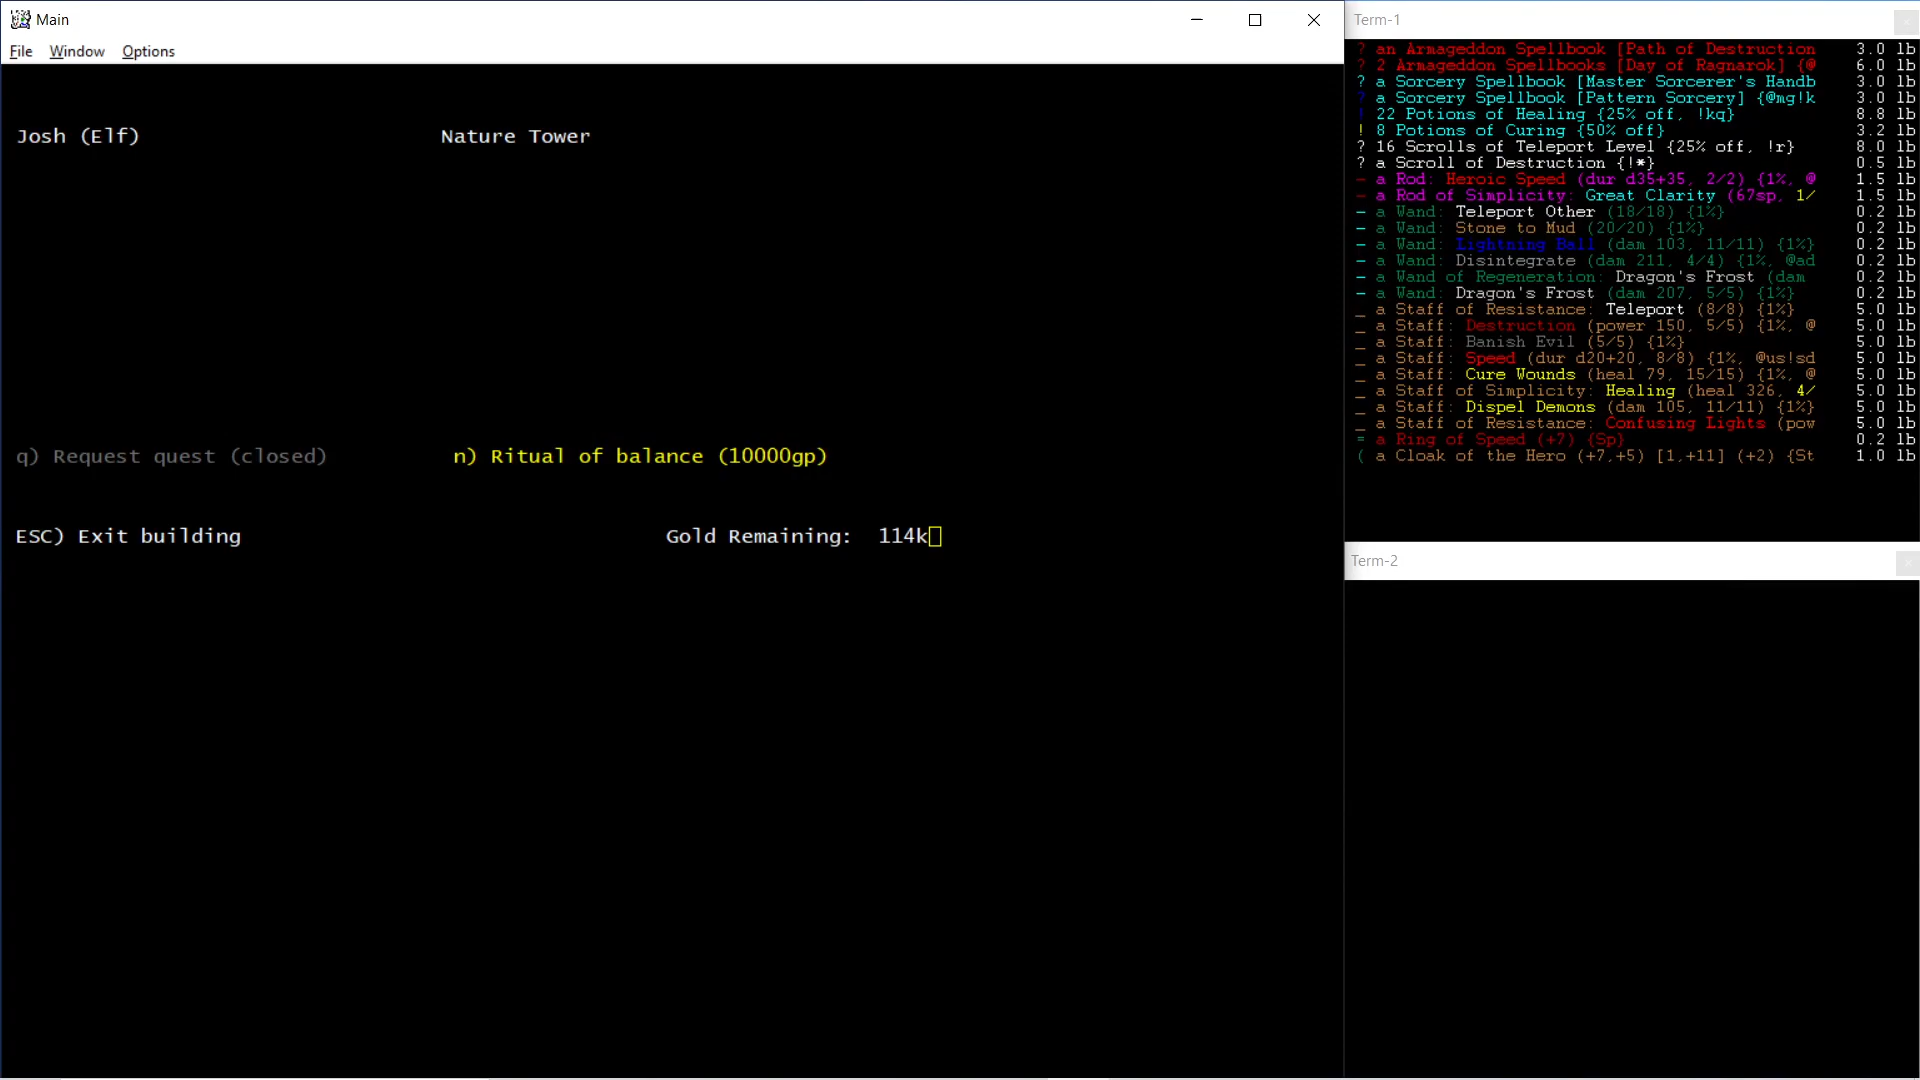 Main
File Window Options
Josh (Elf) Nature Tower
q) Request quest (closed) n) Ritual of balance (10000gp)
ESC) Exit building Gold Remaining: 114k
Term-1
? an Armageddon Spellbook [Path of Destruction 3.0 lb
? 2 Armageddon Spellbooks [Day of Ragnarok] {@ 6.0 lb
? a Sorcery Spellbook [Master Sorcerer's Handb 3.0 lb
? a Sorcery Spellbook [Pattern Sorcery] {@mg!k 3.0 lb
! 22 Potions of Healing {25% off, !kq} 8.8 lb
! 8 Potions of Curing {50% off} 3.2 lb
? 16 Scrolls of Teleport Level {25% off, !r} 8.0 lb
? a Scroll of Destruction {!*} 0.5 lb
- a Rod: Heroic Speed (dur d35+35, 2/2) {1%, @ 1.5 lb
- a Rod of Simplicity: Great Clarity (67sp, 1/ 1.5 lb
- a Wand: Teleport Other (18/18) {1%} 0.2 lb
- a Wand: Stone to Mud (20/20) {1%} 0.2 lb
- a Wand: Lightning Ball (dam 103, 11/11) {1%} 0.2 lb
- a Wand: Disintegrate (dam 211, 4/4) {1%, @ad 0.2 lb
- a Wand of Regeneration: Dragon's Frost (dam 0.2 lb
- a Wand: Dragon's Frost (dam 207, 5/5) {1%} 0.2 lb
_ a Staff of Resistance: Teleport (8/8) {1%} 5.0 lb
_ a Staff: Destruction (power 150, 5/5) {1%, @ 5.0 lb
_ a Staff: Banish Evil (5/5) {1%} 5.0 lb
_ a Staff: Speed (dur d20+20, 8/8) {1%, @us!sd 5.0 lb
_ a Staff: Cure Wounds (heal 79, 15/15) {1%, @ 5.0 lb
_ a Staff of Simplicity: Healing (heal 326, 4/ 5.0 lb
_ a Staff: Dispel Demons (dam 105, 11/11) {1%} 5.0 lb
_ a Staff of Resistance: Confusing Lights (pow 5.0 lb
= a Ring of Speed (+7) {Sp} 0.2 lb
( a Cloak of the Hero (+7,+5) [1,+11] (+2) {St 1.0 lb
Term-2